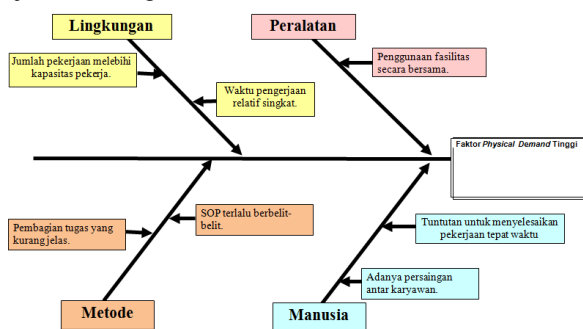 Lingkungan
Peralatan
Jumlah pekerjaan melebihi
kapasitas pekerja.
Penggunaan fasilitas
secara bersama.
Waktu pengerjaan
relatif singkat.
Faktor Physical Demand Tinggi
Pembagian tugas yang
kurang jelas.
SOP terlalu berbelit-
belit.
Tuntutan untuk menyelesaikan
pekerjaan tepat waktu
Adanya persaingan
antar karyawan.
Metode
Manusia